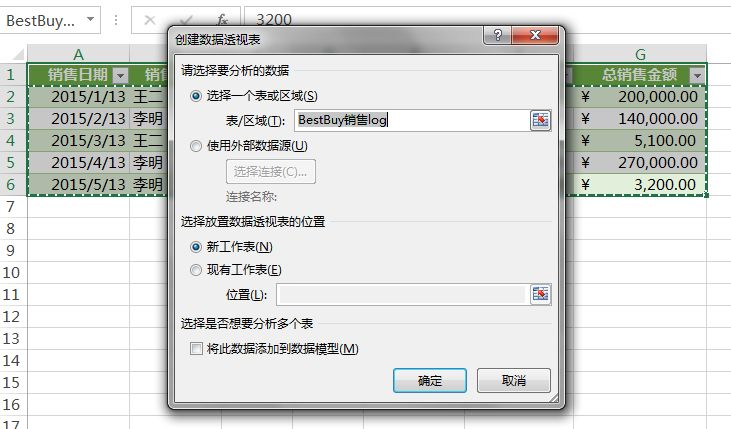 BestBuy... fx 3200
A G
1 销售日期 销 总销售金额
2 2015/1/13 王二 ¥ 200,000.00
3 2015/2/13 李明 ¥ 140,000.00
4 2015/3/13 王二 ¥ 5,100.00
5 2015/4/13 李明 ¥ 270,000.00
6 2015/5/13 李明 ¥ 3,200.00
7
8
9
10
11
12
13
14
15
16
17
创建数据透视表
请选择要分析的数据
选择一个表或区域(S)
表/区域(T): BestBuy销售log
使用外部数据源(U)
选择连接(C)...
连接名称:
选择放置数据透视表的位置
新工作表(N)
现有工作表(E)
位置(L):
选择是否想要分析多个表
将此数据添加到数据模型(M)
确定 取消